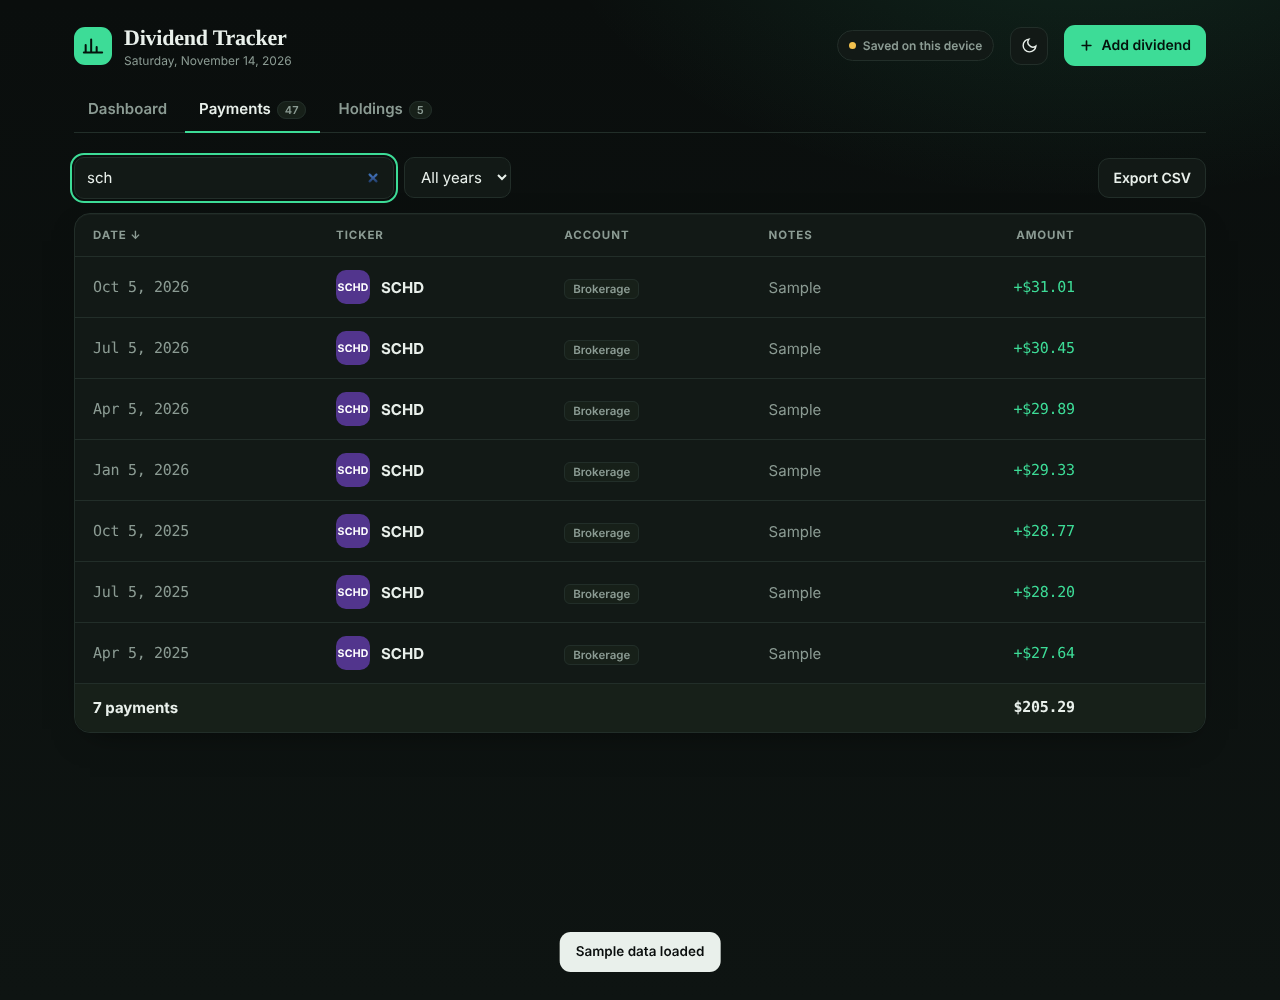 Dividend Tracker
Saturday, November 14, 2026
Saved on this device
+ Add dividend
Dashboard
Payments 47
Holdings 5
sch
All years
Export CSV
DATE ↓ TICKER ACCOUNT NOTES AMOUNT
Oct 5, 2026 SCHD SCHD Brokerage Sample +$31.01
Jul 5, 2026 SCHD SCHD Brokerage Sample +$30.45
Apr 5, 2026 SCHD SCHD Brokerage Sample +$29.89
Jan 5, 2026 SCHD SCHD Brokerage Sample +$29.33
Oct 5, 2025 SCHD SCHD Brokerage Sample +$28.77
Jul 5, 2025 SCHD SCHD Brokerage Sample +$28.20
Apr 5, 2025 SCHD SCHD Brokerage Sample +$27.64
7 payments $205.29
Sample data loaded